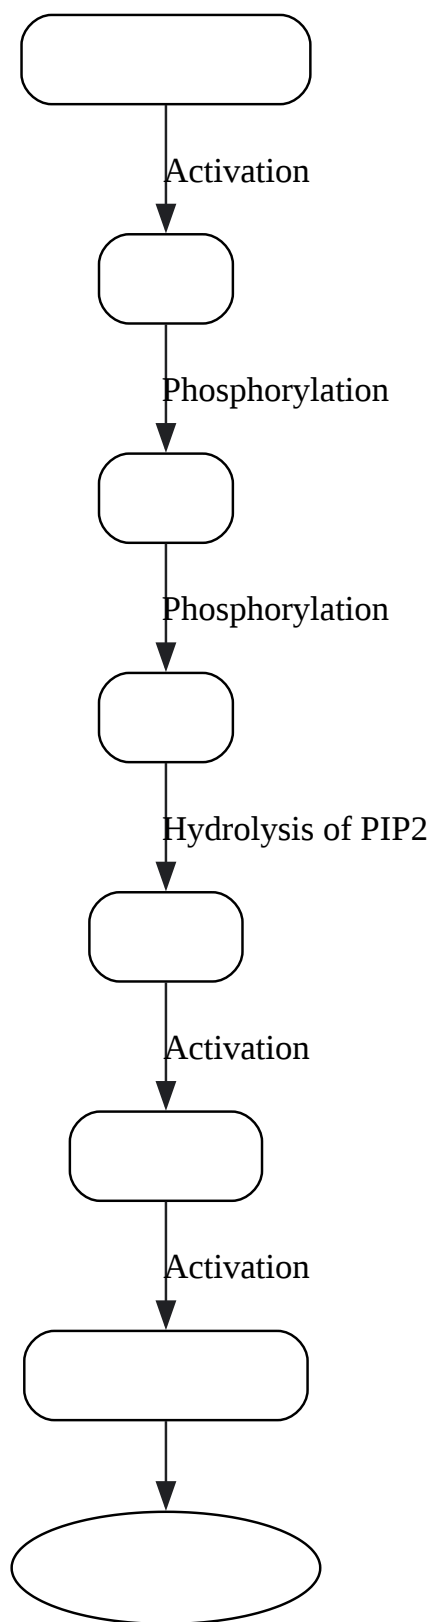 Activation
Phosphorylation
Phosphorylation
Hydrolysis of PIP2
Activation
Activation